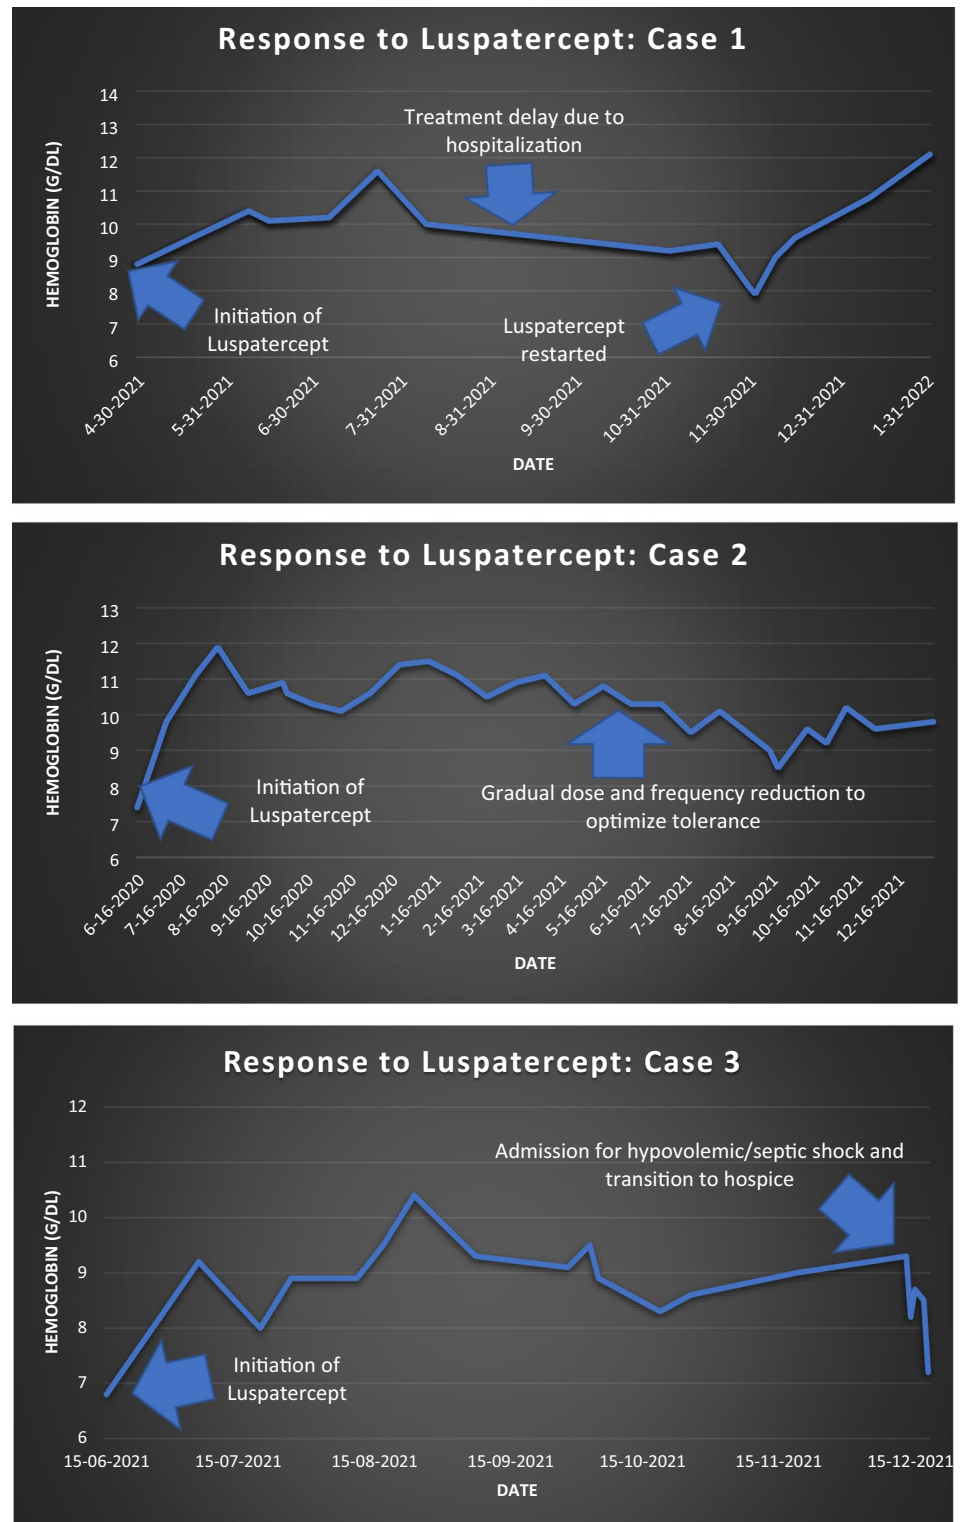 Response to Luspatercept: Case 1
HEMOGLOBIN (G/DL)
14
13
12
11
10
9
8
7
6
Treatment delay due to
hospitalization
Initiation of
Luspatercept
Luspatercept
restarted
4-30-2021
5-31-2021
6-30-2021
7-31-2021
8-31-2021
9-30-2021
10-31-2021
11-30-2021
12-31-2021
1-31-2022
DATE
Response to Luspatercept: Case 2
HEMOGLOBIN (G/DL)
13
12
11
10
9
8
7
6
Initiation of
Luspatercept
Gradual dose and frequency reduction to
optimize tolerance
6-16-2020
7-16-2020
8-16-2020
9-16-2020
10-16-2020
11-16-2020
12-16-2020
1-16-2021
2-16-2021
3-16-2021
4-16-2021
5-16-2021
6-16-2021
7-16-2021
8-16-2021
9-16-2021
10-16-2021
11-16-2021
12-16-2021
DATE
Response to Luspatercept: Case 3
HEMOGLOBIN (G/DL)
12
11
10
9
8
7
6
Admission for hypovolemic/septic shock and
transition to hospice
Initiation of
Luspatercept
15-06-2021
15-07-2021
15-08-2021
15-09-2021
15-10-2021
15-11-2021
15-12-2021
DATE